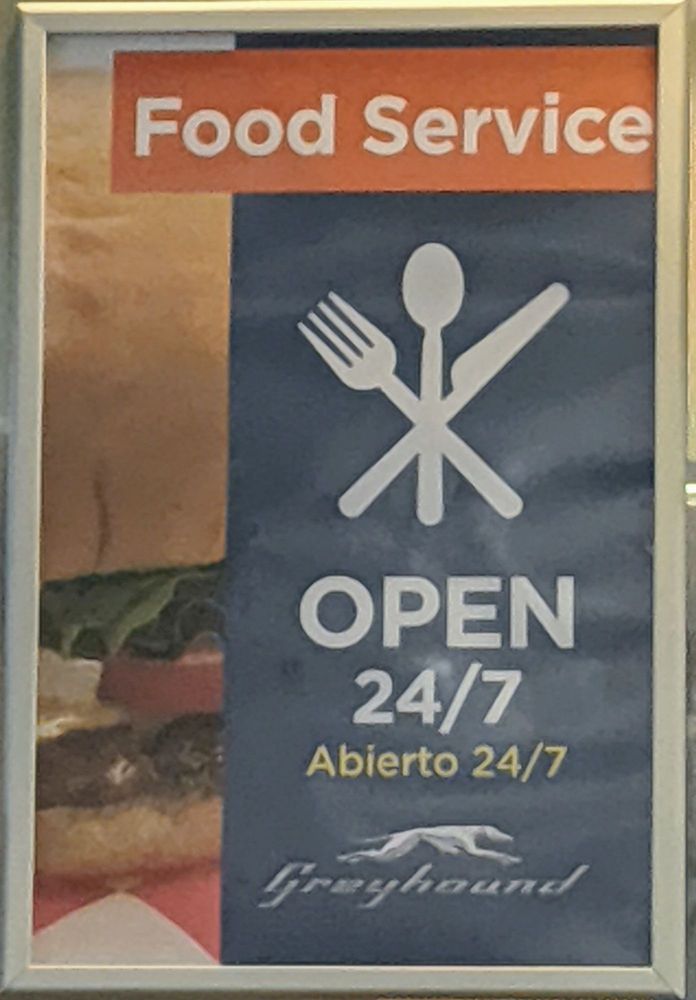 Food Service
OPEN
24/7
Abierto 24/7
Greyhound